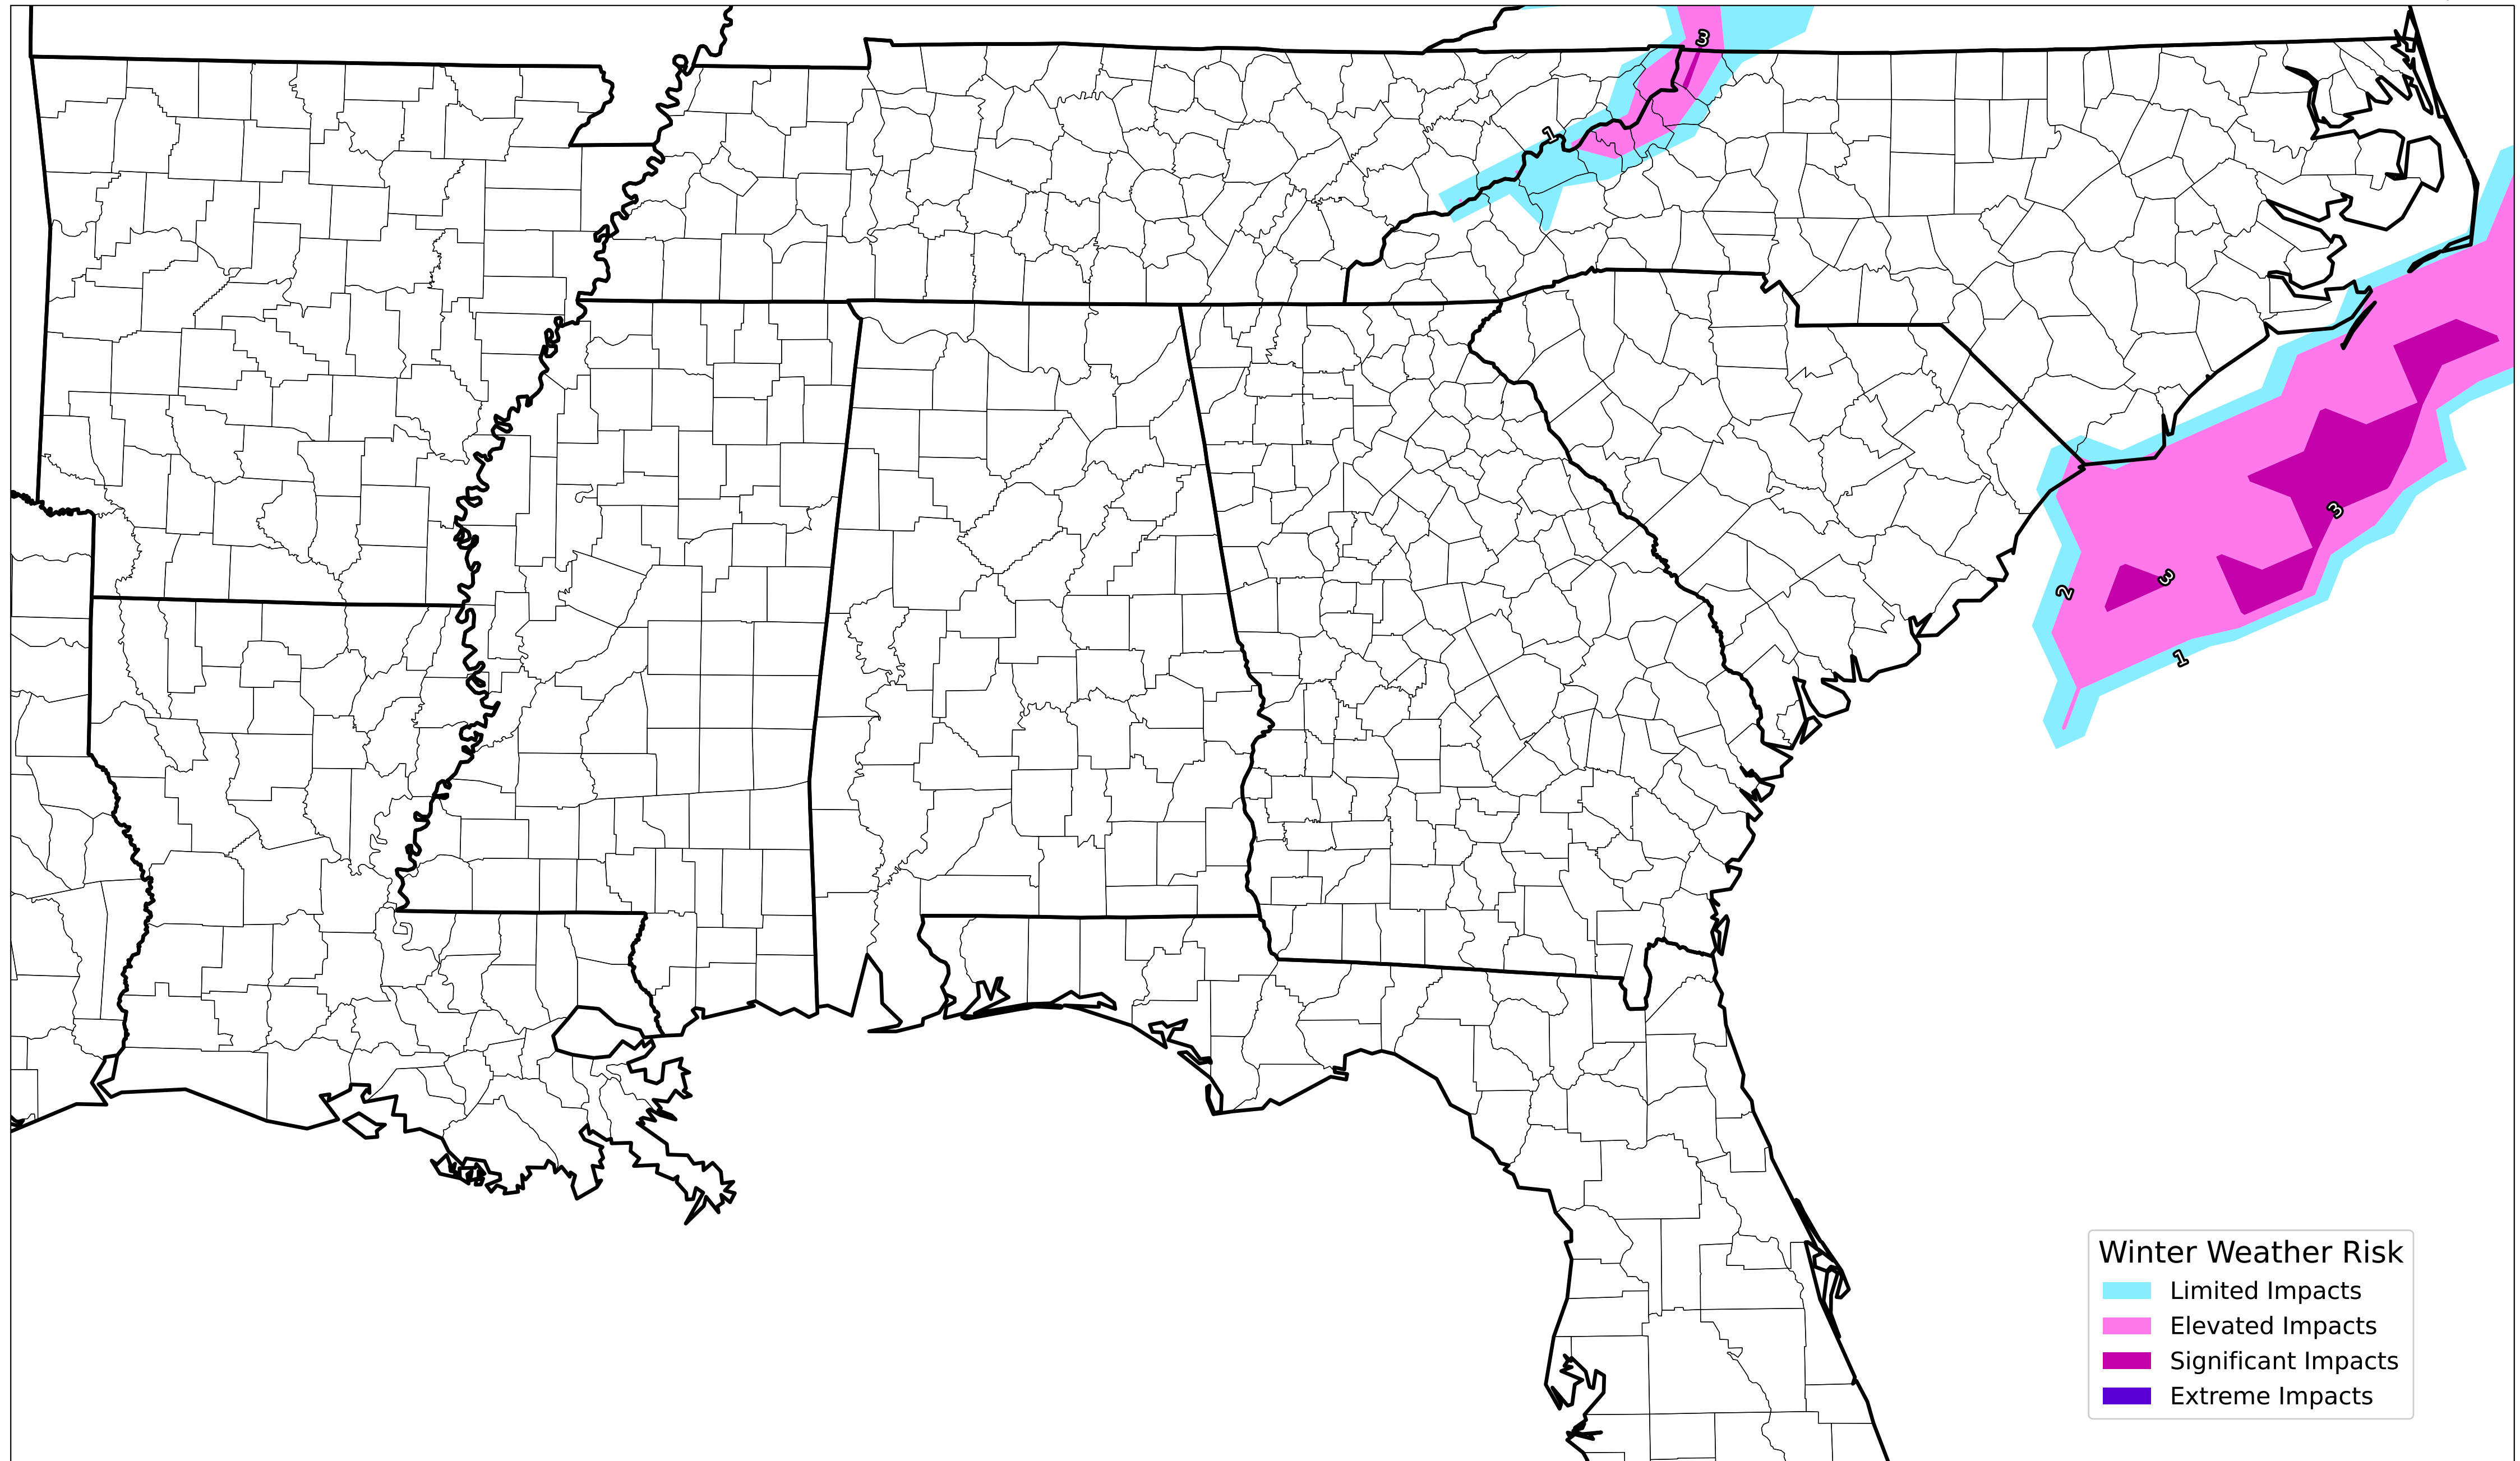 3
1
3
3
2
1
Winter Weather Risk
Limited Impacts
Elevated Impacts
Significant Impacts
Extreme Impacts